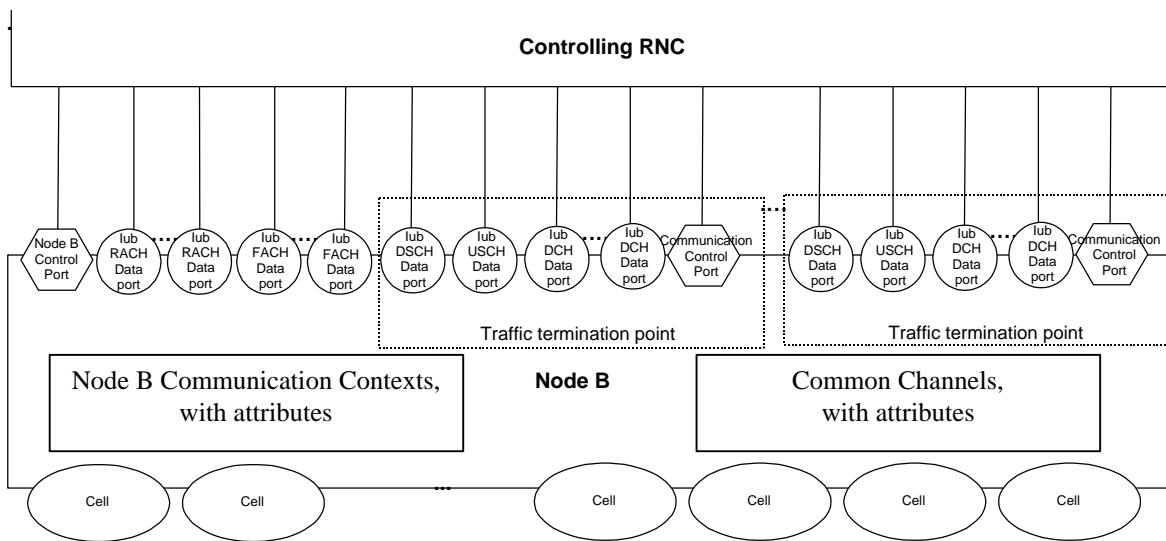 Controlling RNC
Node B
Control
Port
Iub
RACH
Data
port
....
Iub
RACH
Data
port
Iub
FACH
Data
port
....
Iub
FACH
Data
port
Iub
DSCH
Data
port
Iub
USCH
Data
port
Iub
DCH
Data
port
....
Iub
DCH
Data
port
Communication
Control
Port
....
Iub
DSCH
Data
port
Iub
USCH
Data
port
Iub
DCH
Data
port
....
Iub
DCH
Data
port
Communication
Control
Port
Traffic termination point
Traffic termination point
Node B Communication Contexts,
with attributes
Node B
Common Channels,
with attributes
Cell
Cell
...
Cell
Cell
Cell
Cell